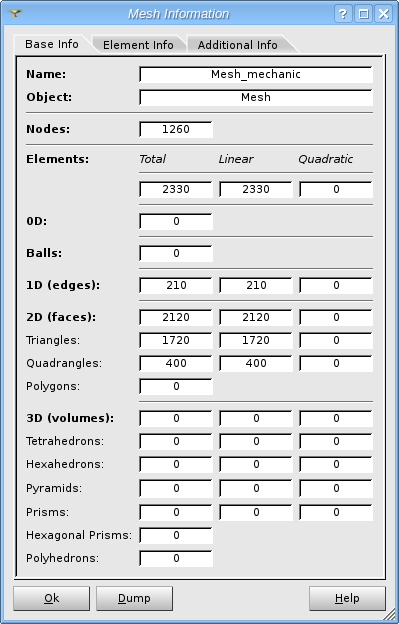 Mesh Information
?
Base Info Element Info Additional Info
Name: Mesh_mechanic
Object: Mesh
Nodes: 1260
Elements: Total Linear Quadratic
2330 2330 0
0D: 0
Balls: 0
1D (edges): 210 210 0
2D (faces): 2120 2120 0
Triangles: 1720 1720 0
Quadrangles: 400 400 0
Polygons: 0
3D (volumes): 0 0 0
Tetrahedrons: 0 0 0
Hexahedrons: 0 0 0
Pyramids: 0 0 0
Prisms: 0 0 0
Hexagonal Prisms: 0
Polyhedrons: 0
Ok Dump Help